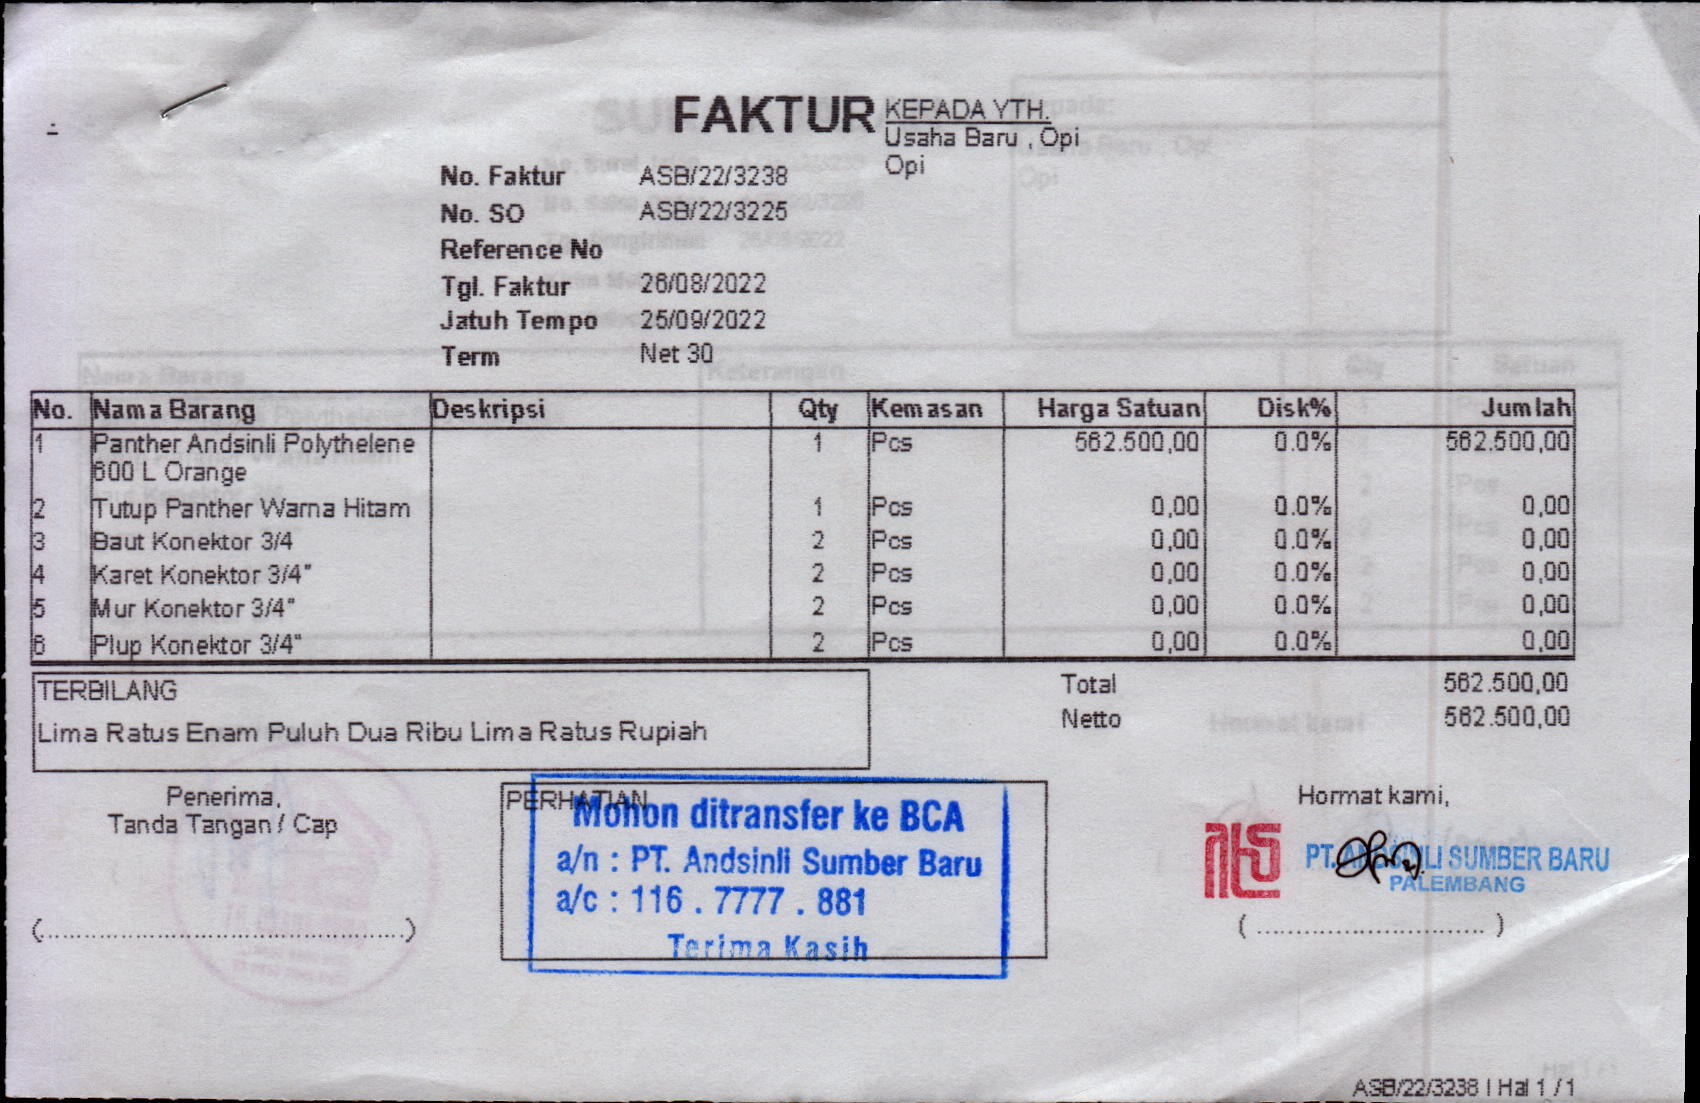 FAKTUR
KEPADA YTH.
Usaha Baru , Opi
Opi
No. Faktur ASB/22/3238
No. SO ASB/22/3225
Reference No
Tgl. Faktur 26/08/2022
Jatuh Tempo 25/09/2022
Term Net 30
No. Nama Barang Deskripsi Qty Kemasan Harga Satuan Disk% Jumlah
1 Panther Andsinli Polythelene 1 Pcs 562.500,00 0.0% 562.500,00
600 L Orange
2 Tutup Panther Warna Hitam 1 Pcs 0,00 0.0% 0,00
3 Baut Konektor 3/4 2 Pcs 0,00 0.0% 0,00
4 Karet Konektor 3/4" 2 Pcs 0,00 0.0% 0,00
5 Mur Konektor 3/4" 2 Pcs 0,00 0.0% 0,00
6 Plup Konektor 3/4" 2 Pcs 0,00 0.0% 0,00
TERBILANG
Lima Ratus Enam Puluh Dua Ribu Lima Ratus Rupiah
Total 562.500,00
Netto 562.500,00
Penerima,
Tanda Tangan / Cap
(............................................)
PERHATIAN
Mohon ditransfer ke BCA
a/n : PT. Andsinli Sumber Baru
a/c : 116 . 7777 . 881
Terima Kasih
Hormat kami,
PT. ANDSINLI SUMBER BARU
PALEMBANG
( ............................ )
ASB/22/3238 | Hal 1 / 1